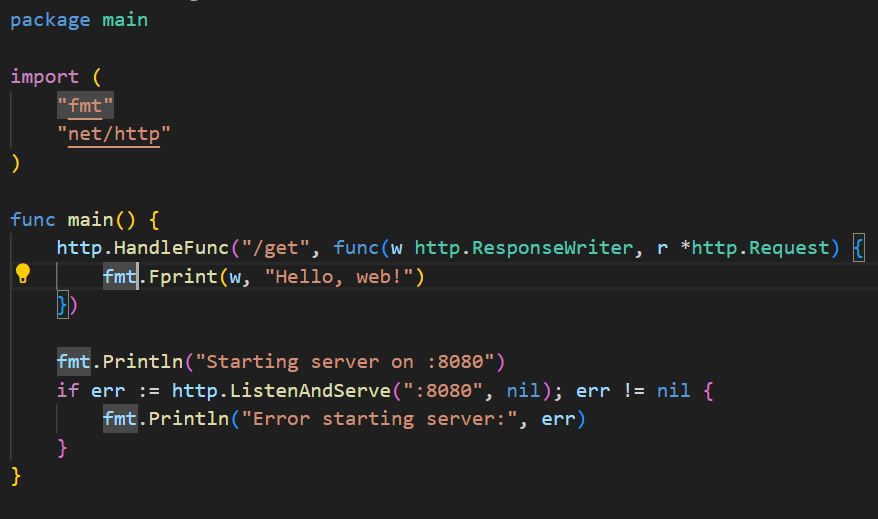 package main
import (
    "fmt"
    "net/http"
)
func main() {
    http.HandleFunc("/get", func(w http.ResponseWriter, r *http.Request) {
        fmt.Fprint(w, "Hello, web!")
    })
    fmt.Println("Starting server on :8080")
    if err := http.ListenAndServe(":8080", nil); err != nil {
        fmt.Println("Error starting server:", err)
    }
}